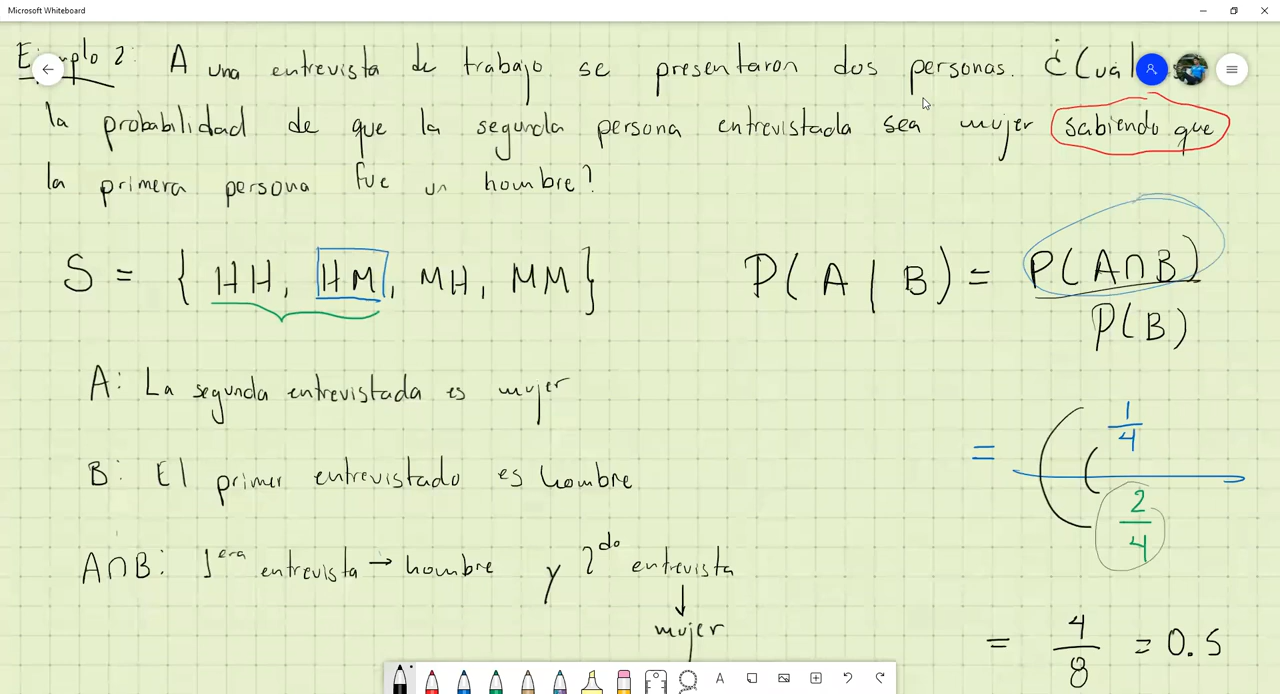 Microsoft Whiteboard
Ejemplo 2: A una entrevista de trabajo se presentaron dos personas. ¿Cuál
la probabilidad de que la segunda persona entrevistada sea mujer sabiendo que
la primera persona fue un hombre?
S = { HH, HM, MH, MM }
P( A | B ) = P( A∩B ) / P( B )
A: La segunda entrevistada es mujer
= 1/4 / 2/4
B: El primer entrevistado es hombre
A∩B: 1era entrevista → hombre y 2do entrevista
↓
mujer
= 4/8 = 0.5
A